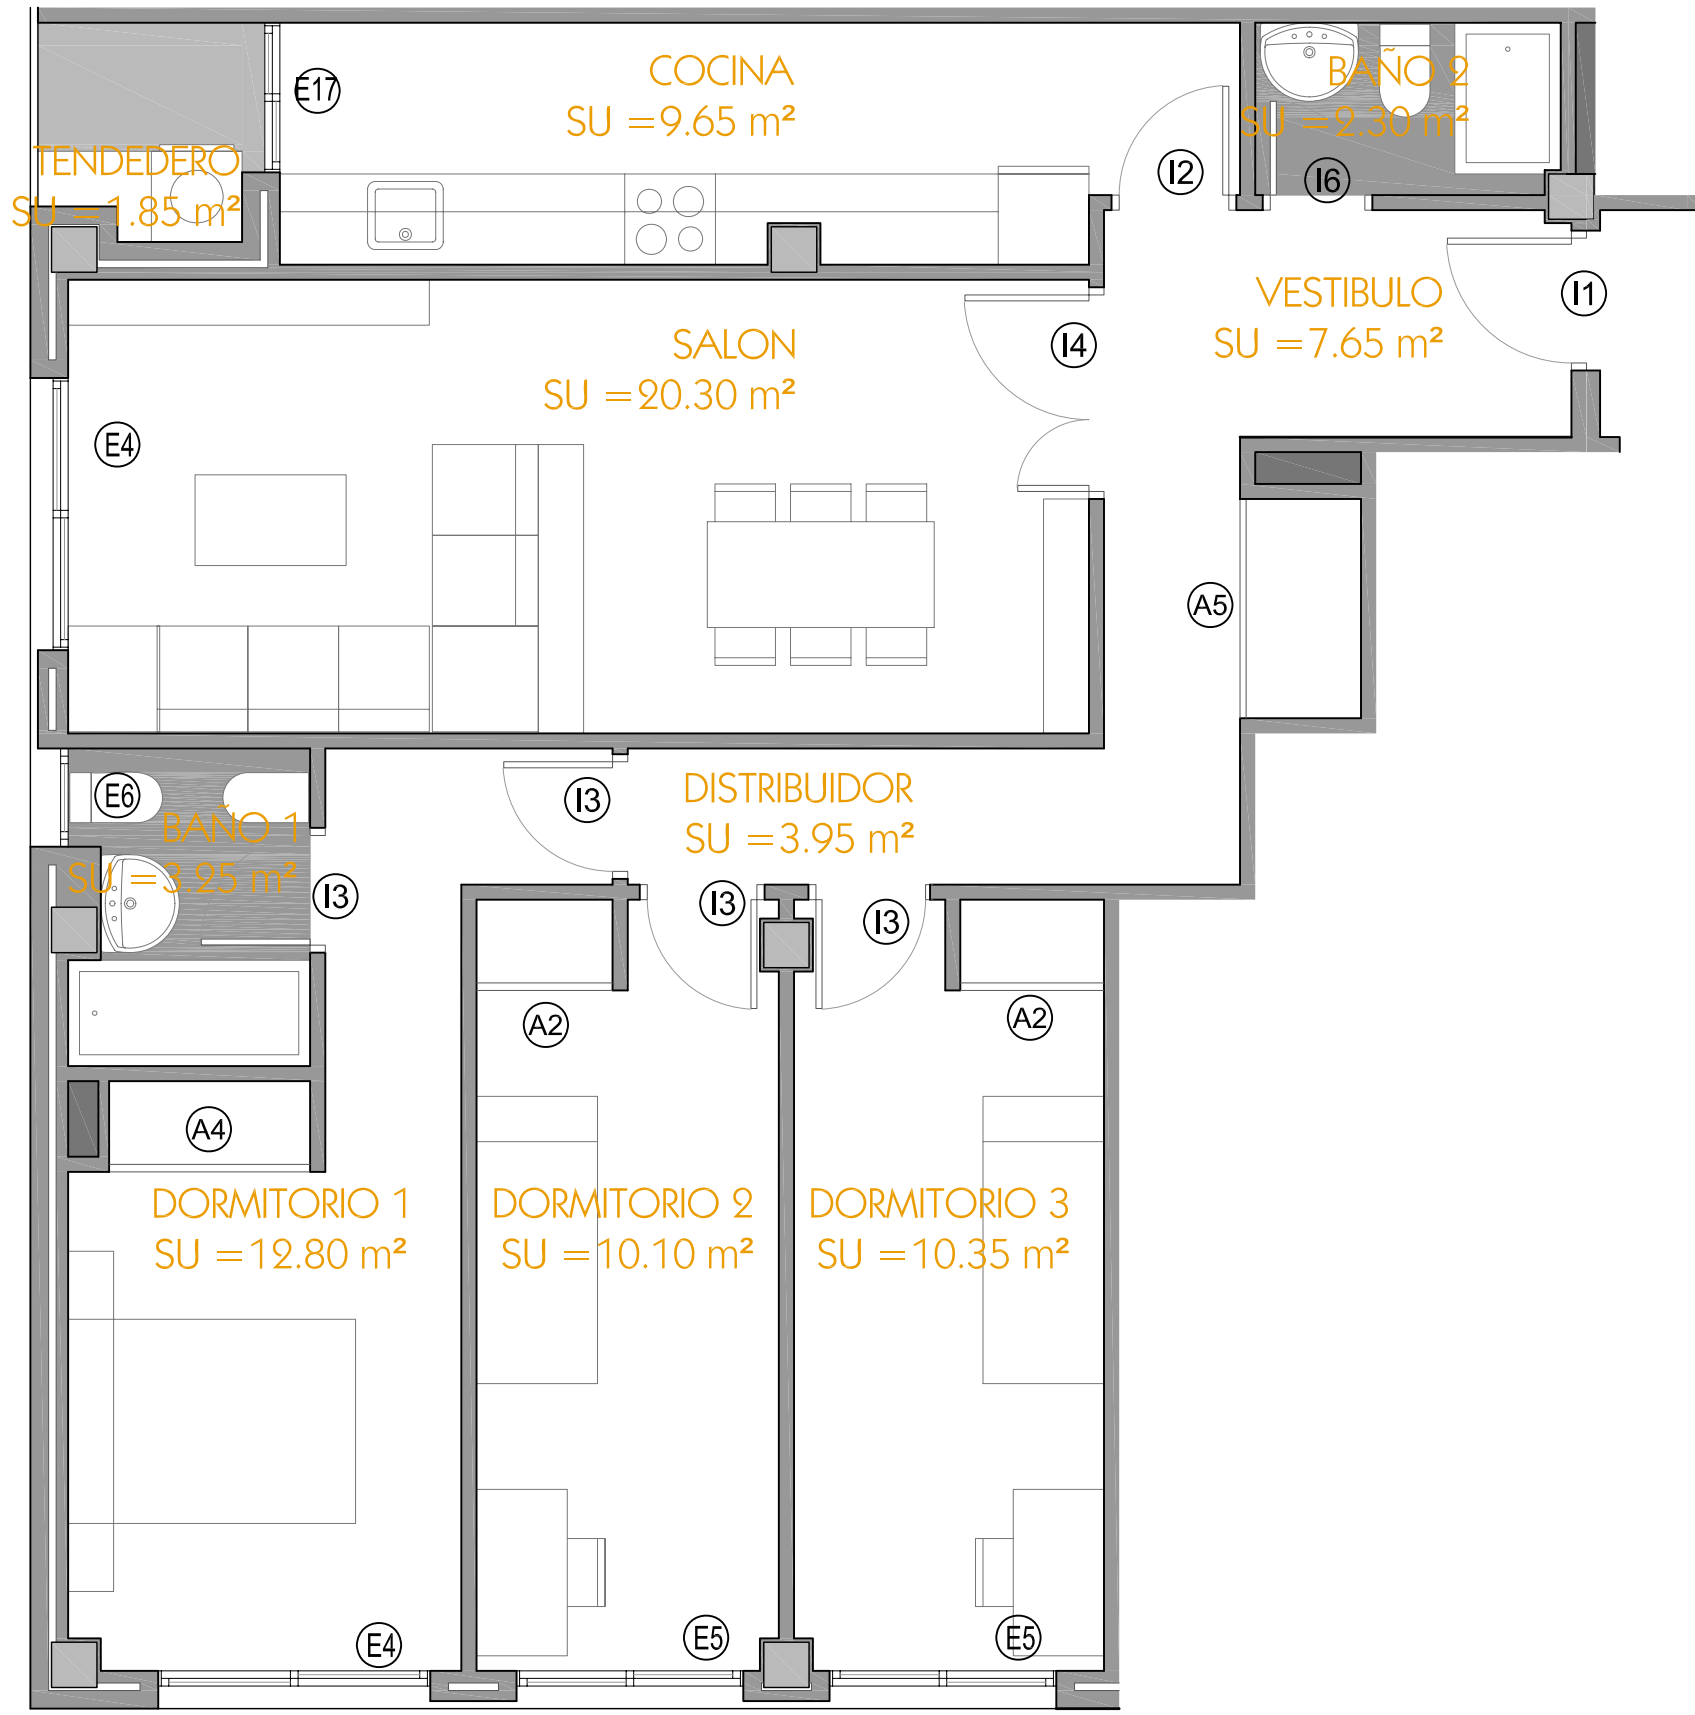 COCINA
SU =9.65 m²
E17
BAÑO 2
SU =2.30 m²
TENDEDERO
SU =1.85 m²
I2
I6
VESTIBULO
SU =7.65 m²
I1
SALON
SU =20.30 m²
I4
E4
A5
E6
BAÑO 1
SU =3.25 m²
I3
DISTRIBUIDOR
SU =3.95 m²
I3
I3
I3
A2
A2
A4
DORMITORIO 1
SU =12.80 m²
DORMITORIO 2
SU =10.10 m²
DORMITORIO 3
SU =10.35 m²
E4
E5
E5